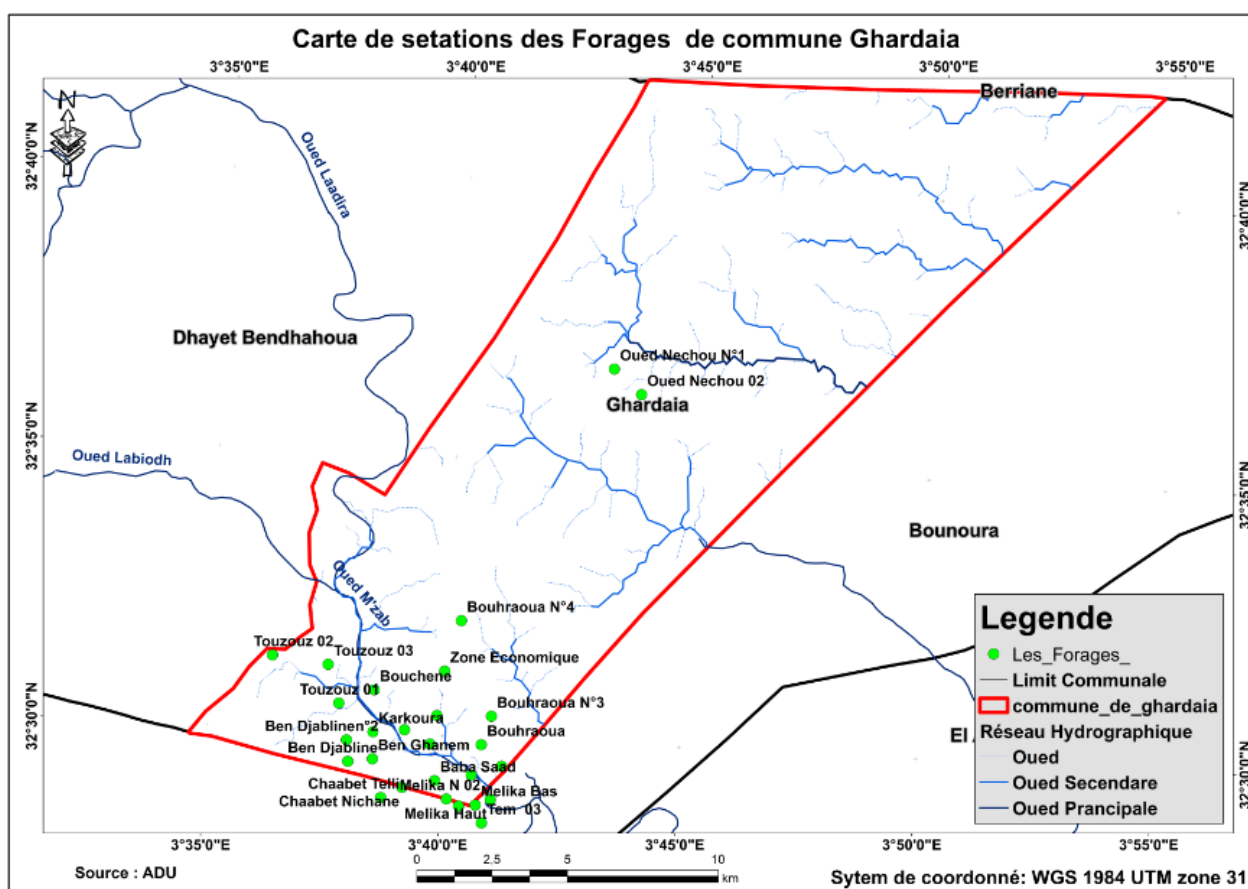 Carte de setations des Forages de commune Ghardaia
3°35'0"E 3°40'0"E 3°45'0"E 3°50'0"E 3°55'0"E
Berriane
N
32°40'0"N
32°40'0"N
Oued Laadira
Dhayet Bendhahoua
Oued Nechou N°1
Oued Nechou 02
Ghardaia
32°35'0"N
32°35'0"N
Oued Labiodh
Bounoura
Oued M'zab
Bouhraoua N°4
Touzouz 02
Touzouz 03
Zone Economique
Bouchene
Touzouz 01
Bouhraoua N°3
Karkoura
Ben Djablinen°2
Bouhraoua
Ben Djabline
Ben Ghanem
Baba Saad
Chaabet Telli
Melika N 02
Melika Bas
Chaabet Nichane
Melika Haut
Tem 03
32°30'0"N
32°30'0"N
El
Legende
Les_Forages_
Limit Communale
commune_de_ghardaia
Réseau Hydrographique
Oued
Oued Secendare
Oued Prancipale
3°35'0"E 3°40'0"E 3°45'0"E 3°50'0"E 3°55'0"E
Source : ADU
0 2,5 5 10
km
Sytem de coordonné: WGS 1984 UTM zone 31